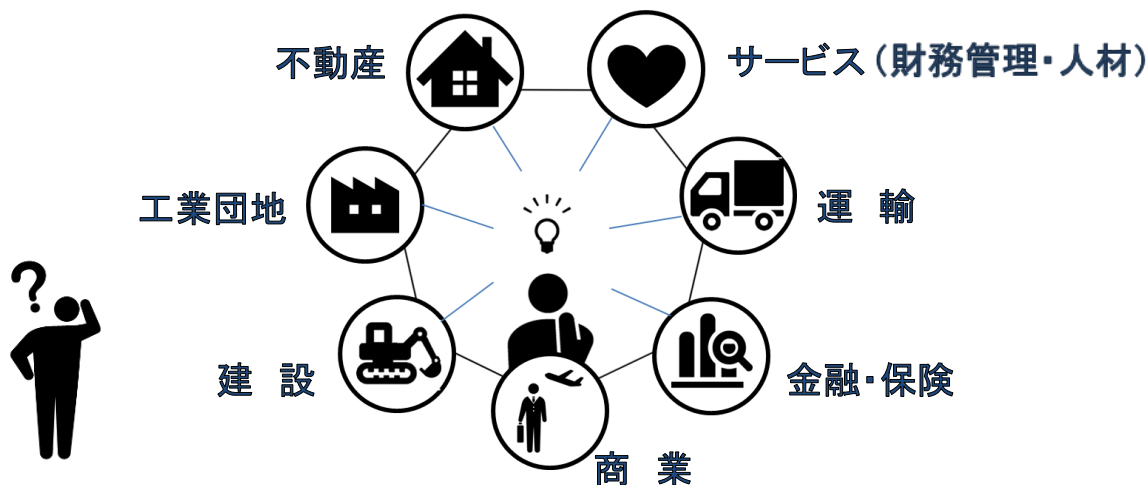 不動産
サービス（財務管理・人材）
工業団地
運　輸
?
建　設
金融・保険
商　業